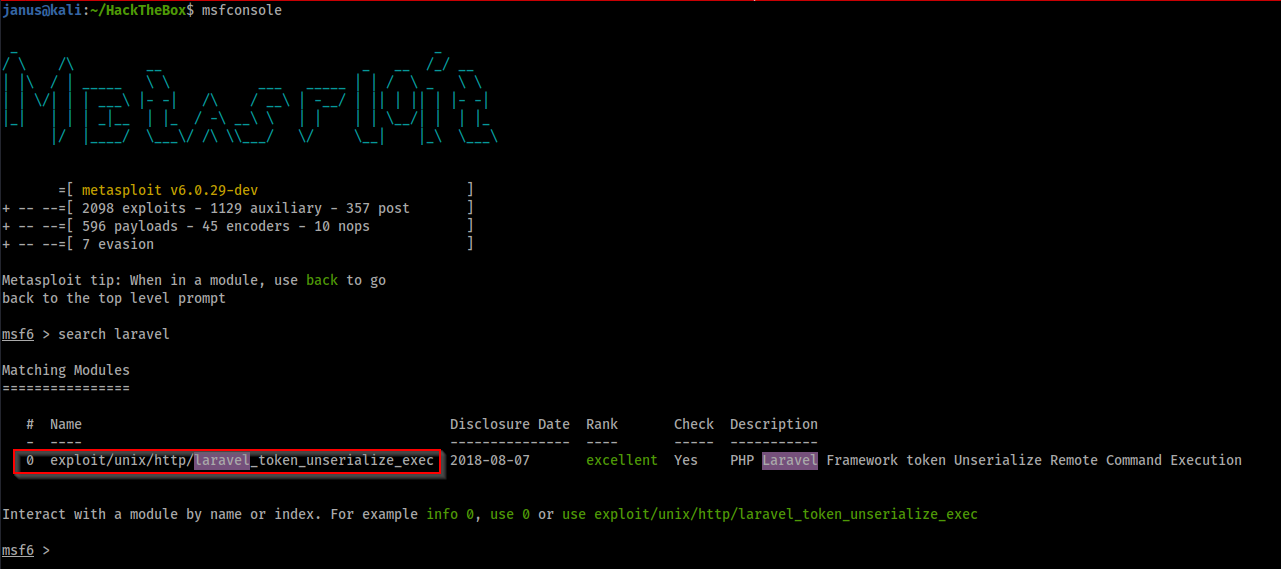 janus@kali:~/HackTheBox$ msfconsole
METASPLOIT
=[ metasploit v6.0.29-dev ]
+ -- --=[ 2098 exploits - 1129 auxiliary - 357 post ]
+ -- --=[ 596 payloads - 45 encoders - 10 nops ]
+ -- --=[ 7 evasion ]
Metasploit tip: When in a module, use back to go
back to the top level prompt
msf6 > search laravel
Matching Modules
================
# Name Disclosure Date Rank Check Description
- ---- --------------- ---- ----- -----------
0 exploit/unix/http/laravel_token_unserialize_exec 2018-08-07 excellent Yes PHP Laravel Framework token Unserialize Remote Command Execution
Interact with a module by name or index. For example info 0, use 0 or use exploit/unix/http/laravel_token_unserialize_exec
msf6 >